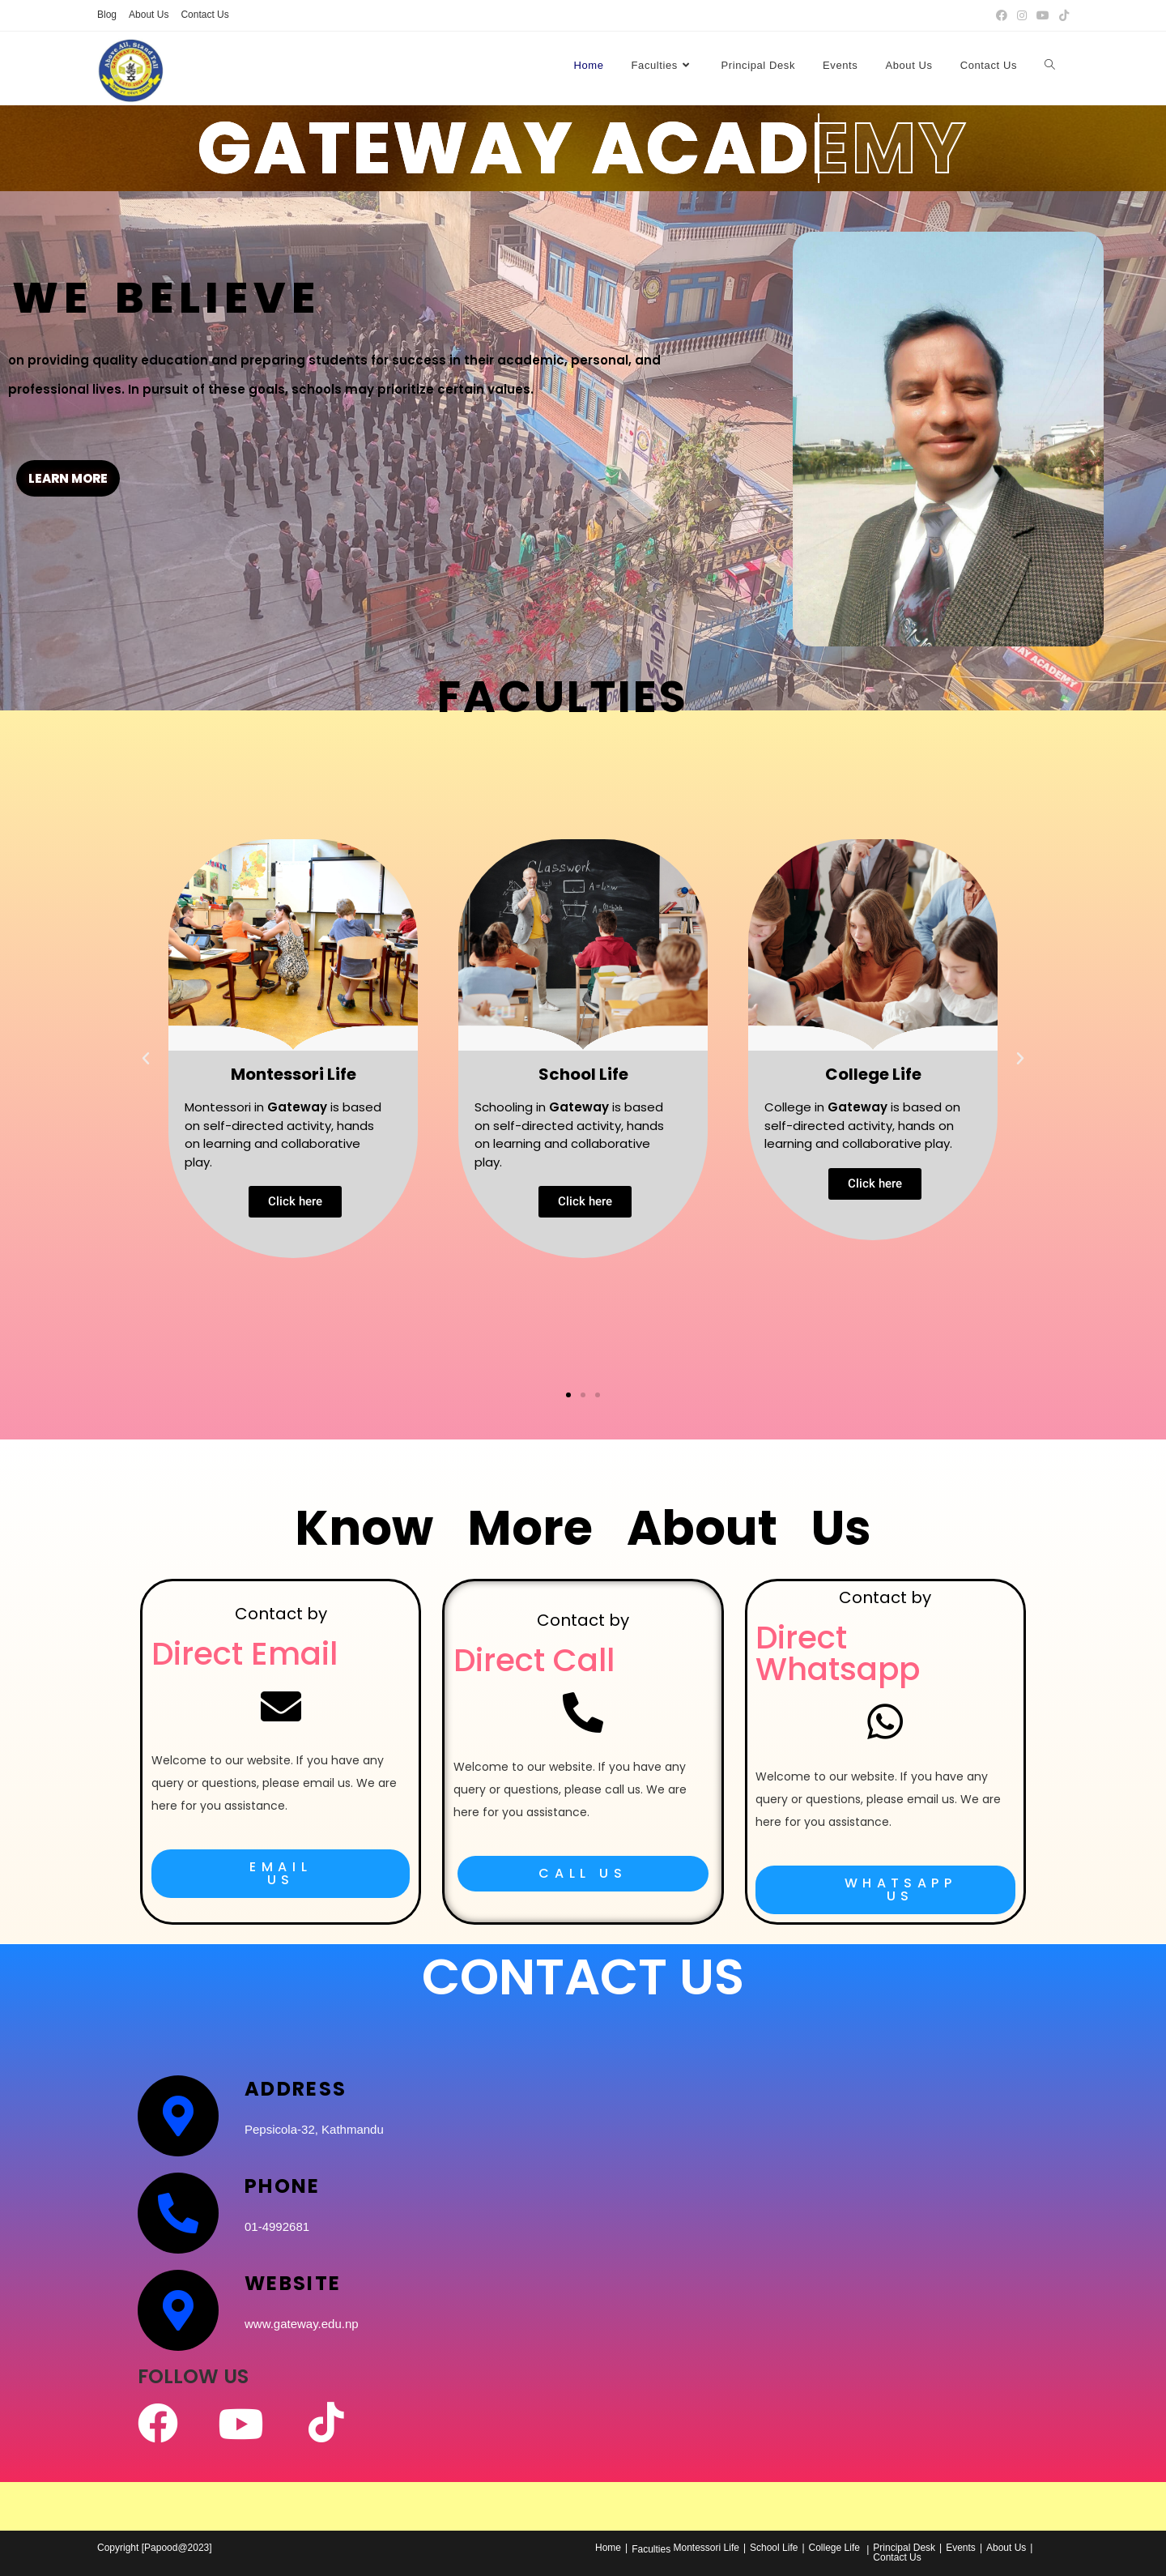 Blog About Us Contact Us
Above All, Stand Tall
GATEWAY ACADEMY
Home Faculties Principal Desk Events About Us Contact Us
GATEWAY ACADEMY
WE BELIEVE
on providing quality education and preparing students for success in their academic, personal, and
professional lives. In pursuit of these goals, schools may prioritize certain values.
LEARN MORE
FACULTIES
Classwork
Montessori Life
Montessori in Gateway is based
on self-directed activity, hands
on learning and collaborative
play.
Click here
School Life
Schooling in Gateway is based
on self-directed activity, hands
on learning and collaborative
play.
Click here
College Life
College in Gateway is based on
self-directed activity, hands on
learning and collaborative play.
Click here
Know More About Us
Contact by
Direct Email
Welcome to our website. If you have any
query or questions, please email us. We are
here for you assistance.
EMAIL
US
Contact by
Direct Call
Welcome to our website. If you have any
query or questions, please call us. We are
here for you assistance.
CALL US
Contact by
Direct
Whatsapp
Welcome to our website. If you have any
query or questions, please email us. We are
here for you assistance.
WHATSAPP
US
CONTACT US
ADDRESS
Pepsicola-32, Kathmandu
PHONE
01-4992681
WEBSITE
www.gateway.edu.np
FOLLOW US
Copyright [Papood@2023]
Home | Faculties Montessori Life | School Life | College Life | Principal Desk | Events | About Us |
Contact Us